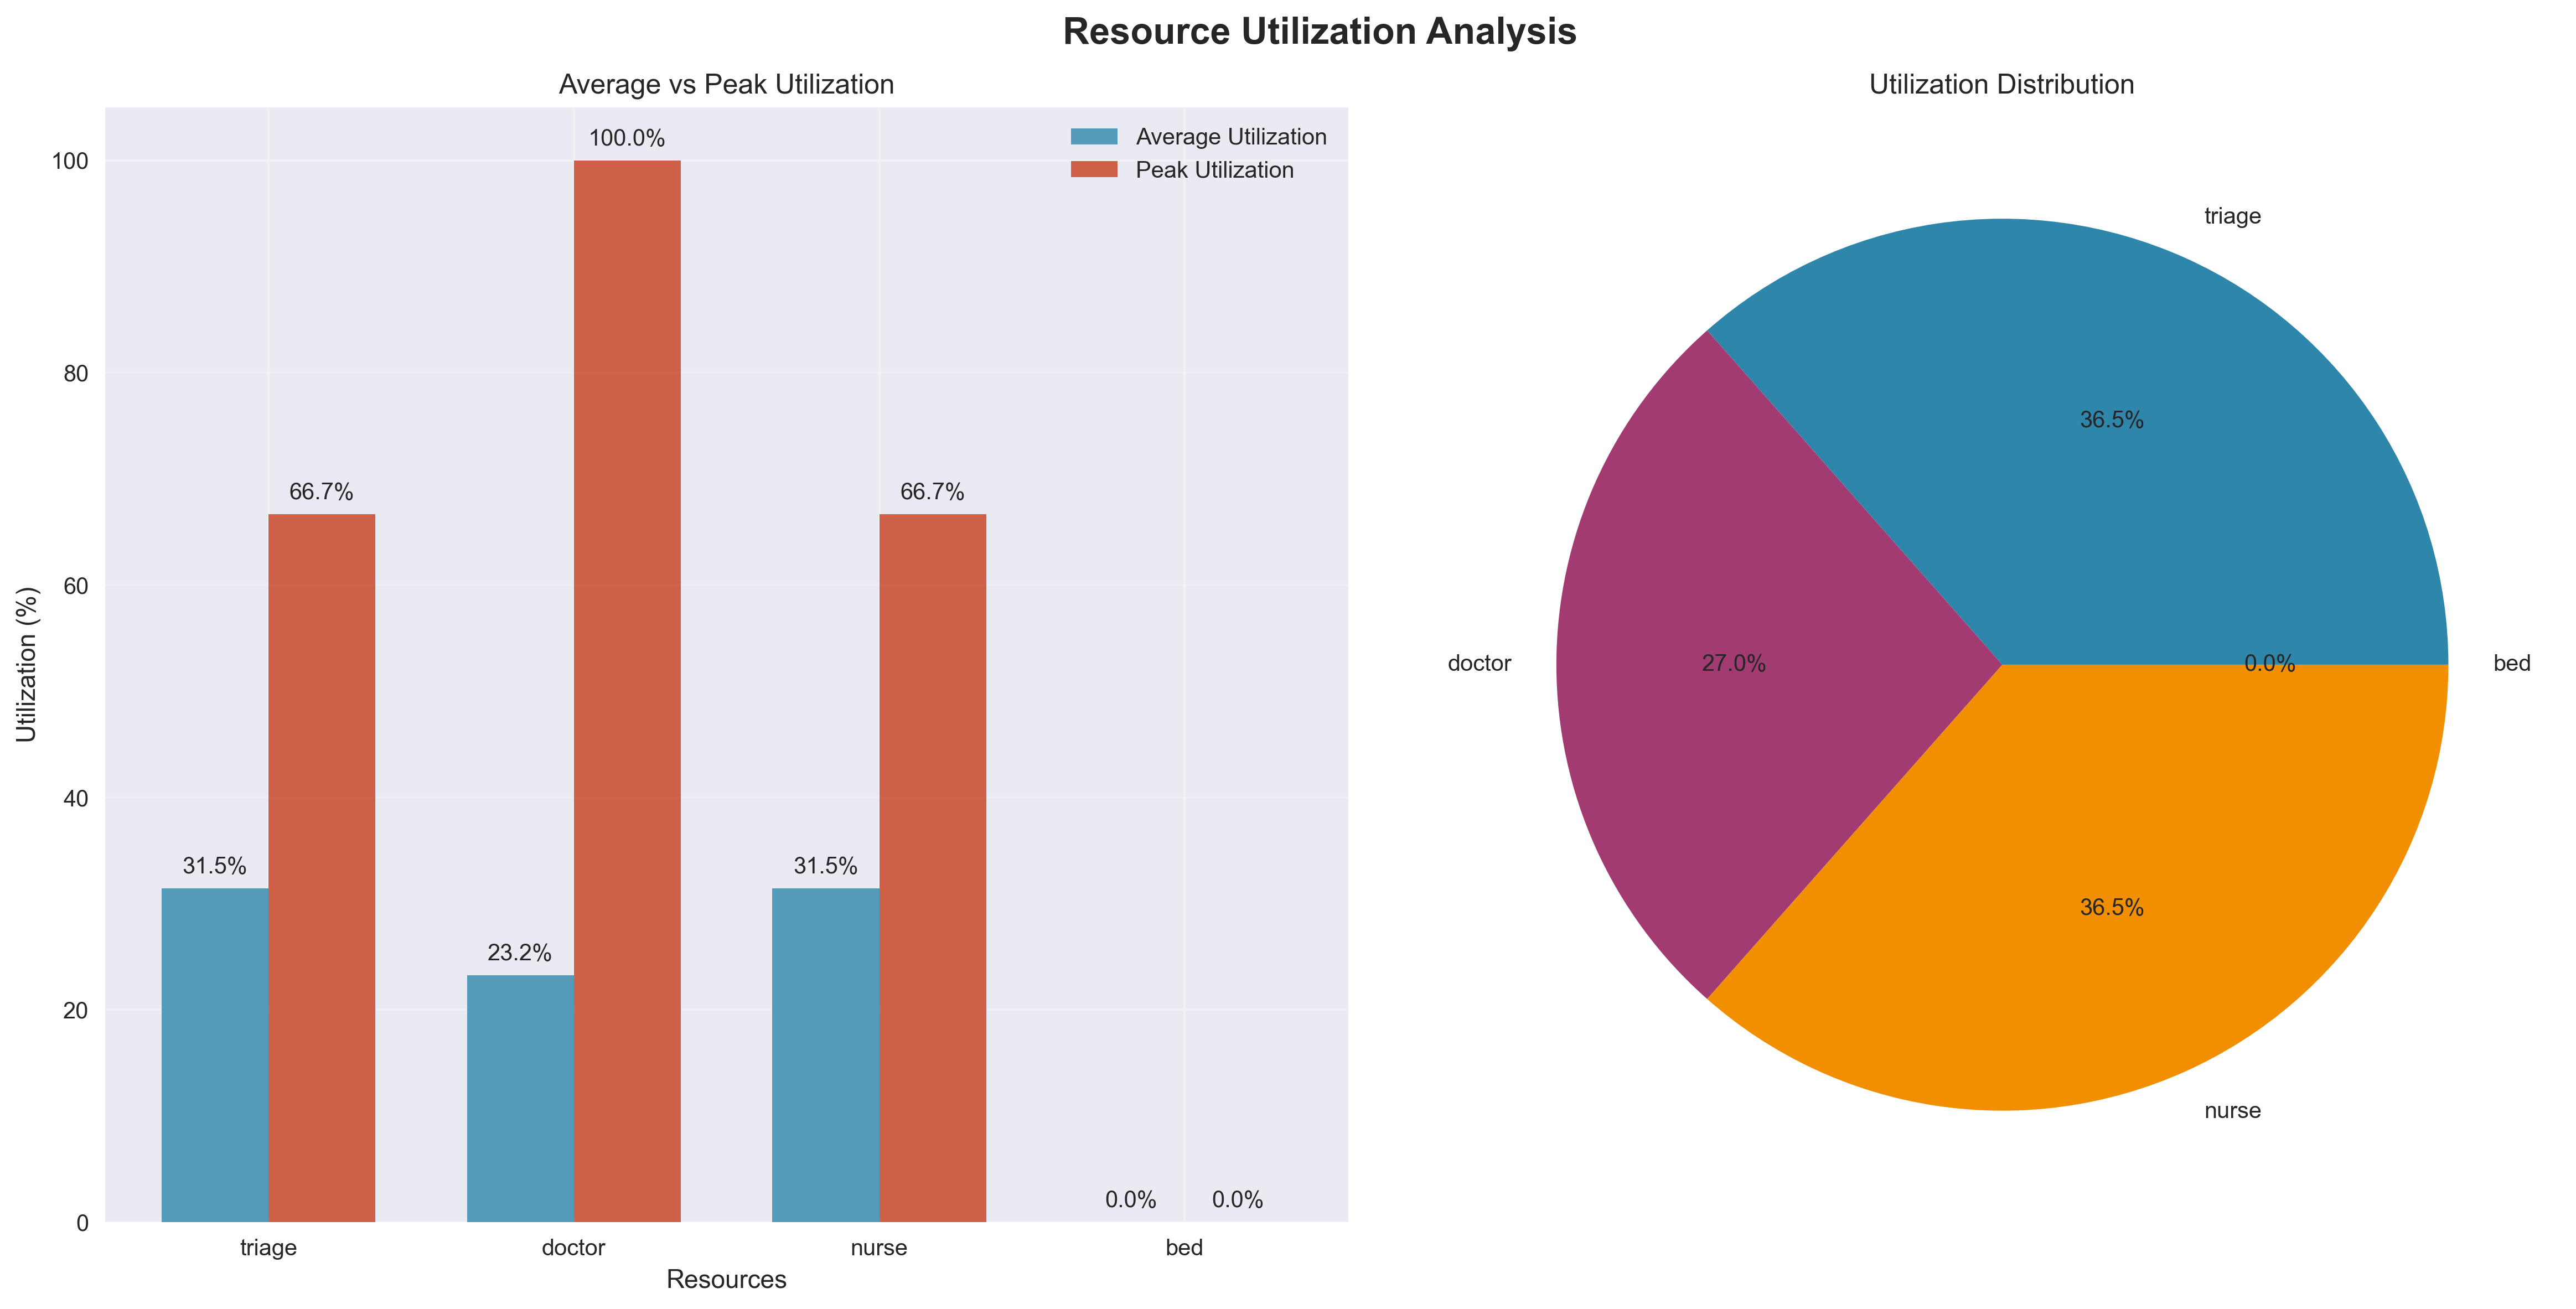 Resource Utilization Analysis
Average vs Peak Utilization
Average Utilization
Peak Utilization
Utilization (%)
100
80
60
40
20
0
31.5%
66.7%
23.2%
100.0%
31.5%
66.7%
0.0%
0.0%
triage
doctor
nurse
bed
Resources
Utilization Distribution
triage
36.5%
doctor
27.0%
0.0%
bed
36.5%
nurse